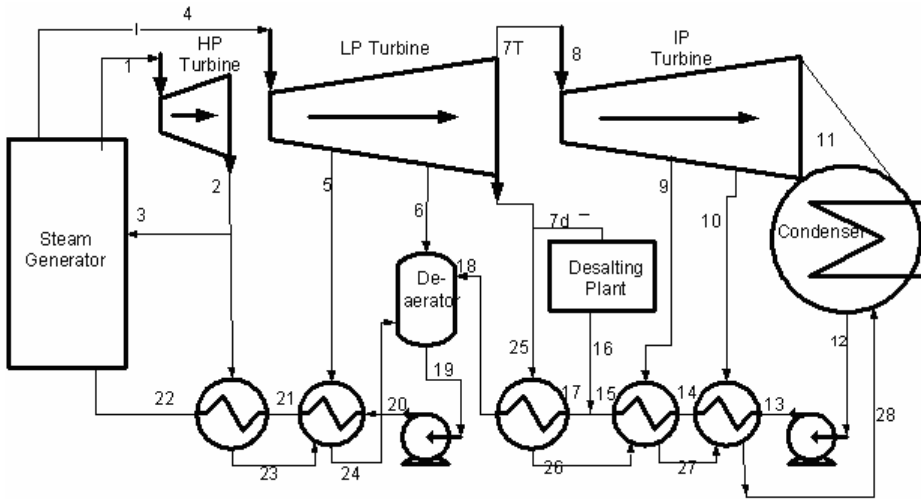 4
HP
Turbine
LP Turbine
7T
IP
Turbine
1
8
2
5
6
9
10
11
3
Steam
Generator
7d
De-
aerator
18
Desalting
Plant
Condenser
19
25
16
12
22
21
20
17
15
14
13
28
23
24
26
27